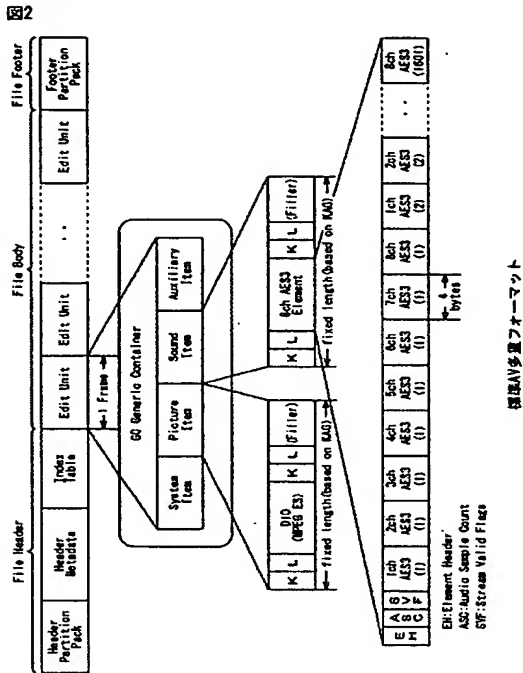 図2
File Header
File Body
File Footer
Header Partition Pack
Header Metadata
Index Table
Edit Unit
Edit Unit
..
Edit Unit
Footer Partition Pack
1 Frame
GC Generic Container
System Item
Picture Item
Sound Item
Auxiliary Item
K L
DIO (MPEG ES)
K L (Filler)
fixed length(based on KAG)
K L
8ch AES3 Element
K L (Filler)
fixed length(based on KAG)
E H
A S C
S V F
1ch AES3 (1)
2ch AES3 (1)
3ch AES3 (1)
4ch AES3 (1)
5ch AES3 (1)
6ch AES3 (1)
7ch AES3 (1)
8ch AES3 (1)
1ch AES3 (2)
2ch AES3 (2)
..
8ch AES3 (1601)
4 bytes
EH:Element Header
ASC:Audio Sample Count
SVF:Stream Valid Flags
標準AV多重フォーマット